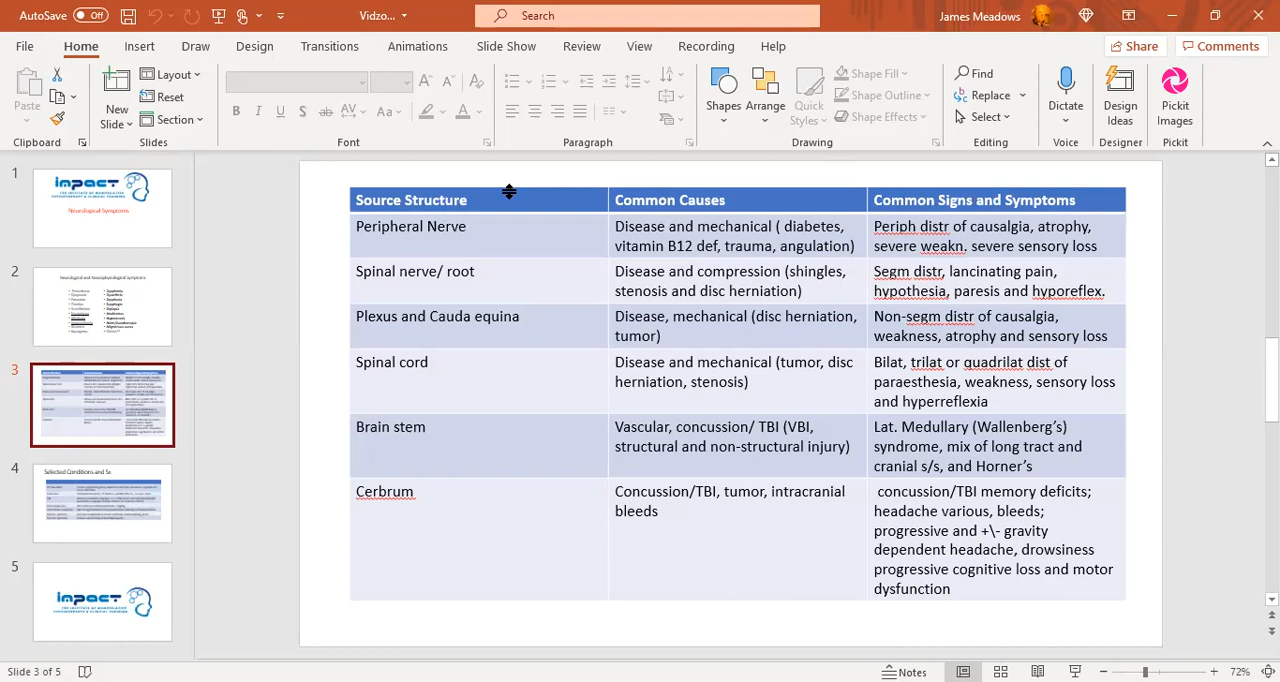 AutoSave Off Vidzo... Search James Meadows
File Home Insert Draw Design Transitions Animations Slide Show Review View Recording Help Share Comments
Paste New Slide Layout Reset Section Shapes Arrange Quick Styles Shape Fill Shape Outline Shape Effects Find Replace Select Dictate Design Ideas Pickit Images
Clipboard Slides Font Paragraph Drawing Editing Voice Designer Pickit
1
impact
Neurological Symptoms
2
3
4
Selected Conditions and Sx
5
impact
Source Structure Common Causes Common Signs and Symptoms
Peripheral Nerve
Disease and mechanical ( diabetes,
vitamin B12 def, trauma, angulation)
Periph distr of causalgia, atrophy,
severe weakn. severe sensory loss
Spinal nerve/ root
Disease and compression (shingles,
stenosis and disc herniation)
Segm distr, lancinating pain,
hypothesia, paresis and hyporeflex.
Plexus and Cauda equina
Disease, mechanical (disc herniation,
tumor)
Non-segm distr of causalgia,
weakness, atrophy and sensory loss
Spinal cord
Disease and mechanical (tumor, disc
herniation, stenosis)
Bilat, trilat or quadrilat dist of
paraesthesia, weakness, sensory loss
and hyperreflexia
Brain stem
Vascular, concussion/ TBI (VBI,
structural and non-structural injury)
Lat. Medullary (Wallenberg's)
syndrome, mix of long tract and
cranial s/s, and Horner's
Cerbrum
Concussion/TBI, tumor, intracranial
bleeds
concussion/TBI memory deficits;
headache various, bleeds;
progressive and +\- gravity
dependent headache, drowsiness
progressive cognitive loss and motor
dysfunction
Slide 3 of 5 Notes 72%